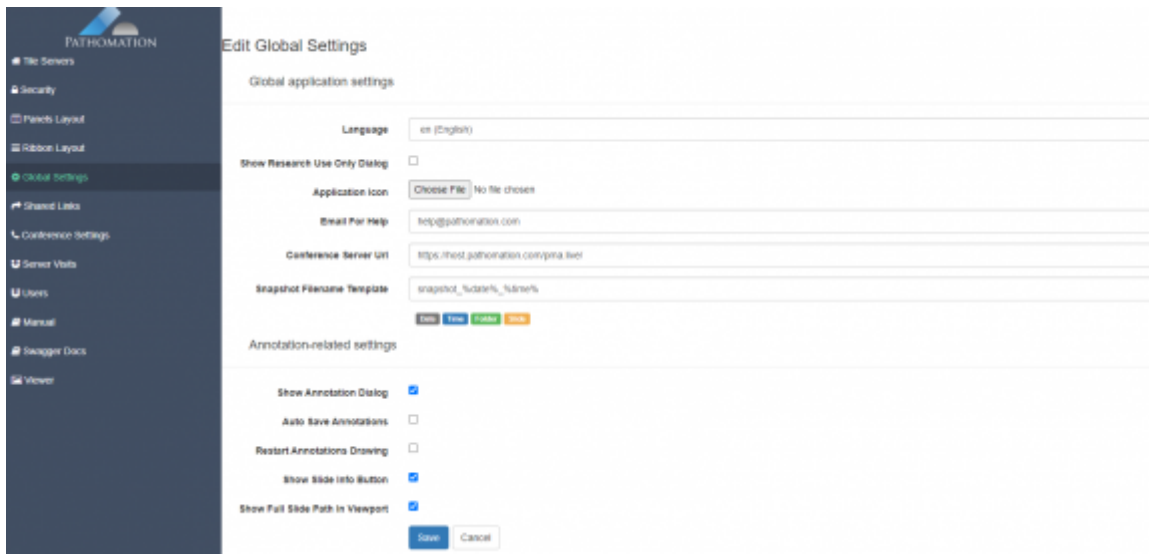 PATHOMATION
Tile Servers
Security
Panels Layout
Ribbon Layout
Global Settings
Shared Links
Conference Settings
Server Visits
Users
Manual
Swagger Docs
Viewer
Edit Global Settings
Global application settings
Language en (English)
Show Research Use Only Dialog
Application Icon Choose File No file chosen
Email For Help help@pathomation.com
Conference Server Url https://host.pathomation.com/pma.live/
Snapshot Filename Template snapshot_%date%_%time%
Date Time Folder Slide
Annotation-related settings
Show Annotation Dialog
Auto Save Annotations
Restart Annotations Drawing
Show Slide Info Button
Show Full Slide Path In Viewport
Save Cancel